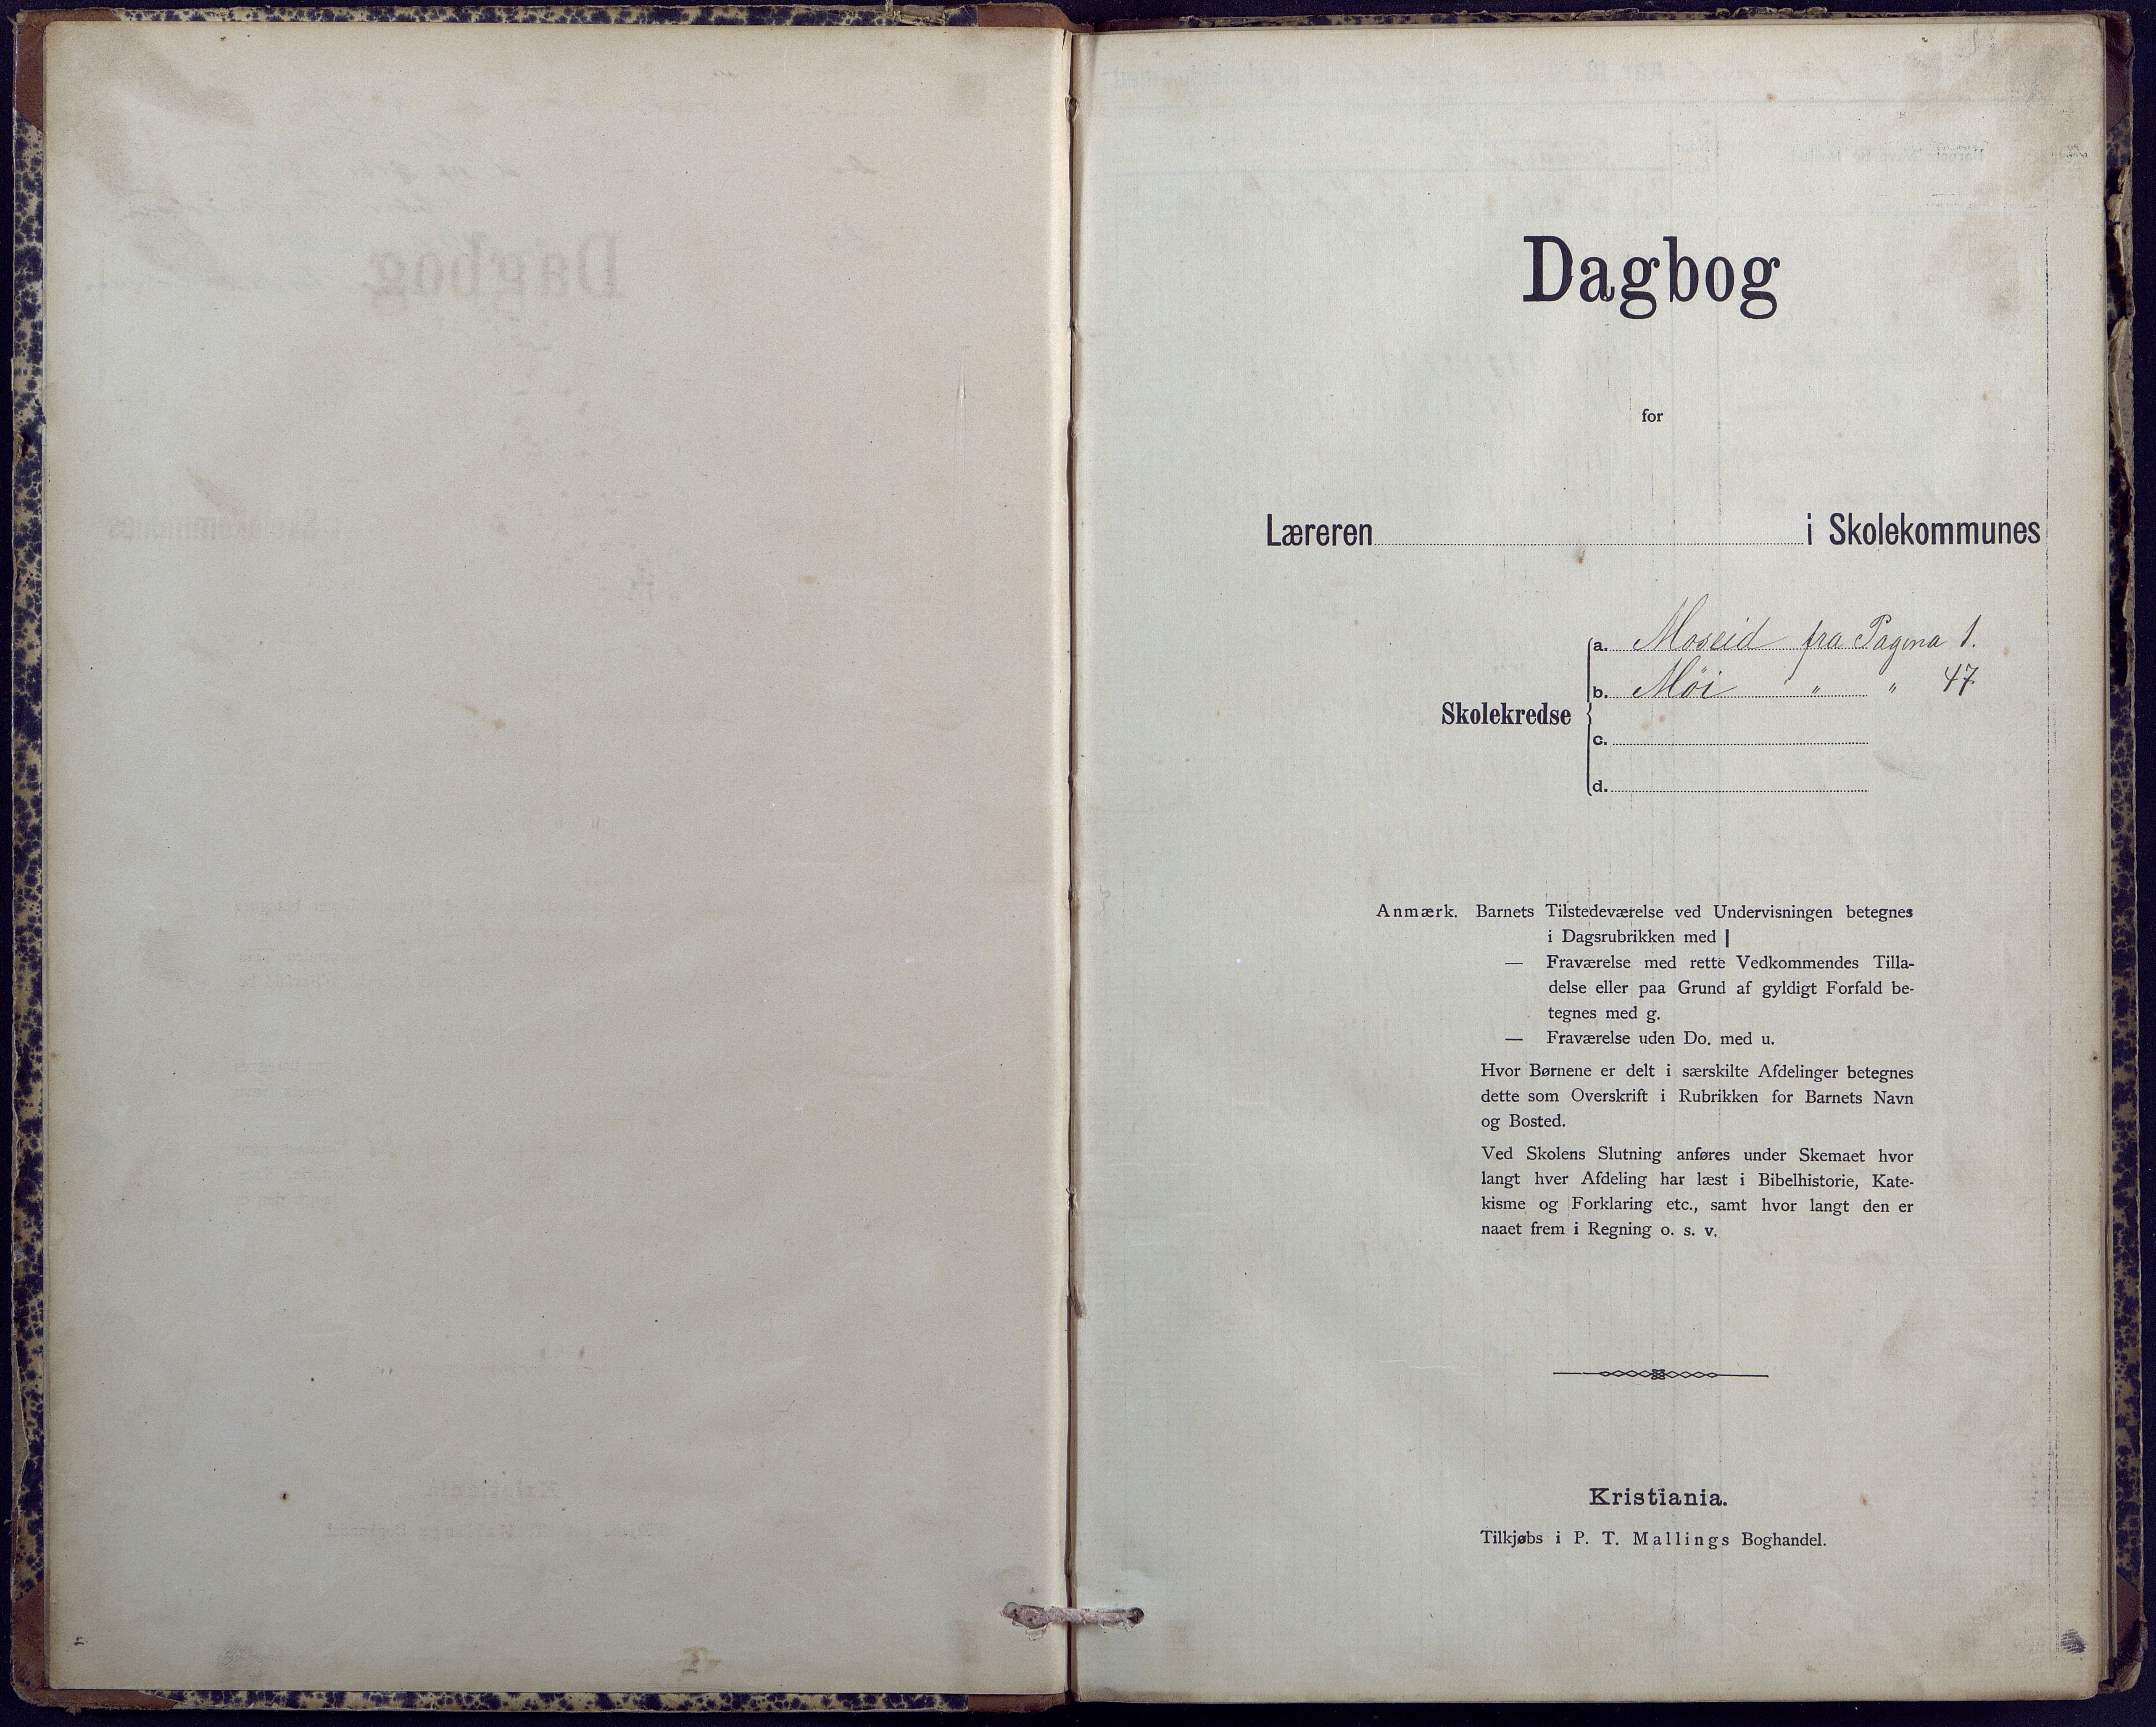 Dagbog
for
Læreren i Skolekommunes
Skolekredse
a. Moseid fra Pagina 1.
b. Möi " " 47
c.
d.
Anmærk. Barnets Tilstedeværelse ved Undervisningen betegnes
i Dagsrubrikken med |
— Fraværelse med rette Vedkommendes Tilla-
delse eller paa Grund af gyldigt Forfald be-
tegnes med g.
— Fraværelse uden Do. med u.
Hvor Børnene er delt i særskilte Afdelinger betegnes
dette som Overskrift i Rubrikken for Barnets Navn
og Bosted.
Ved Skolens Slutning anføres under Skemaet hvor
langt hver Afdeling har læst i Bibelhistorie, Kate-
kisme og Forklaring etc., samt hvor langt den er
naaet frem i Regning o. s. v.
Kristiania.
Tilkjøbs i P. T. Mallings Boghandel.